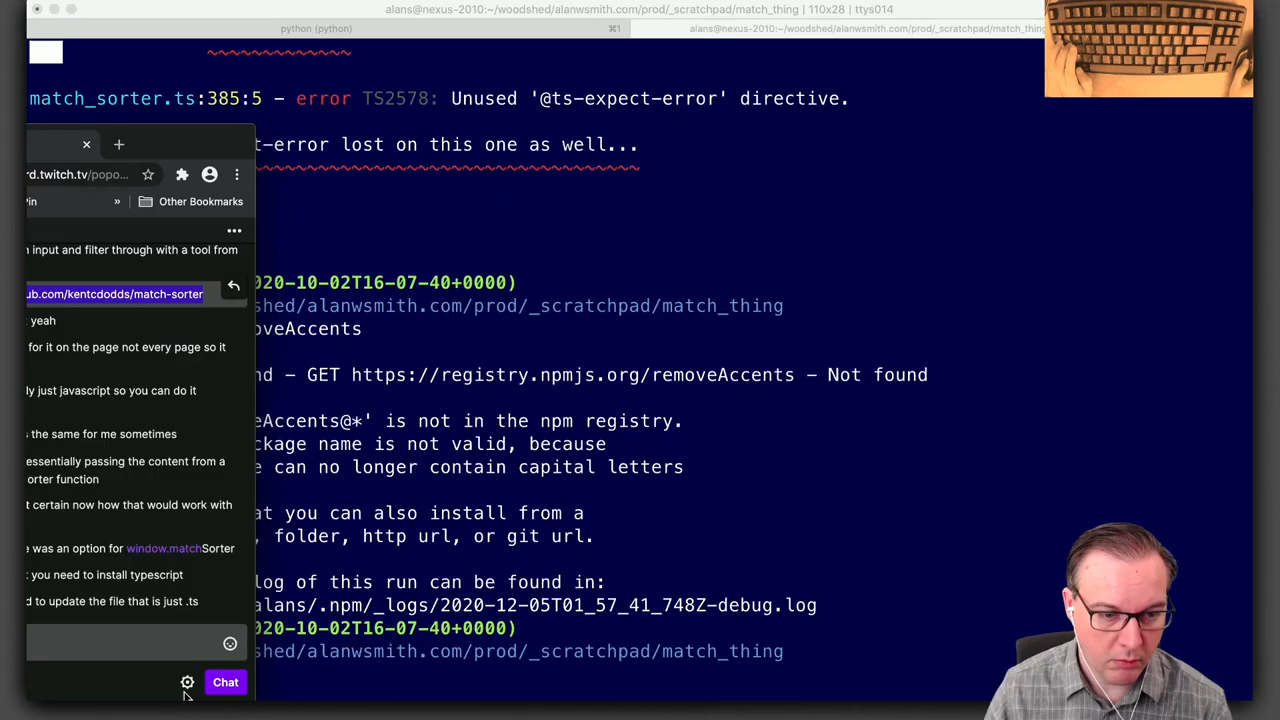 alans@nexus-2010:~/woodshed/alanwsmith.com/prod/_scratchpad/match_thing | 110x28 | ttys014
python (python)
⌘1
alans@nexus-2010:~/woodshed/alanwsmith.com/prod/_scratchpad/match_thing
match_sorter.ts:385:5 - error TS2578: Unused '@ts-expect-error' directive.
t-error lost on this one as well...
rd.twitch.tv/popo...
Pin
» Other Bookmarks
input and filter through with a tool from
ub.com/kentcdodds/match-sorter
yeah
for it on the page not every page so it
ly just javascript so you can do it
s the same for me sometimes
essentially passing the content from a
orter function
t certain now how that would work with
e was an option for window.matchSorter
you need to install typescript
d to update the file that is just .ts
Chat
020-10-02T16-07-40+0000)
shed/alanwsmith.com/prod/_scratchpad/match_thing
oveAccents
nd - GET https://registry.npmjs.org/removeAccents - Not found
eAccents@*' is not in the npm registry.
ckage name is not valid, because
e can no longer contain capital letters
at you can also install from a
, folder, http url, or git url.
log of this run can be found in:
alans/.npm/_logs/2020-12-05T01_57_41_748Z-debug.log
020-10-02T16-07-40+0000)
shed/alanwsmith.com/prod/_scratchpad/match_thing